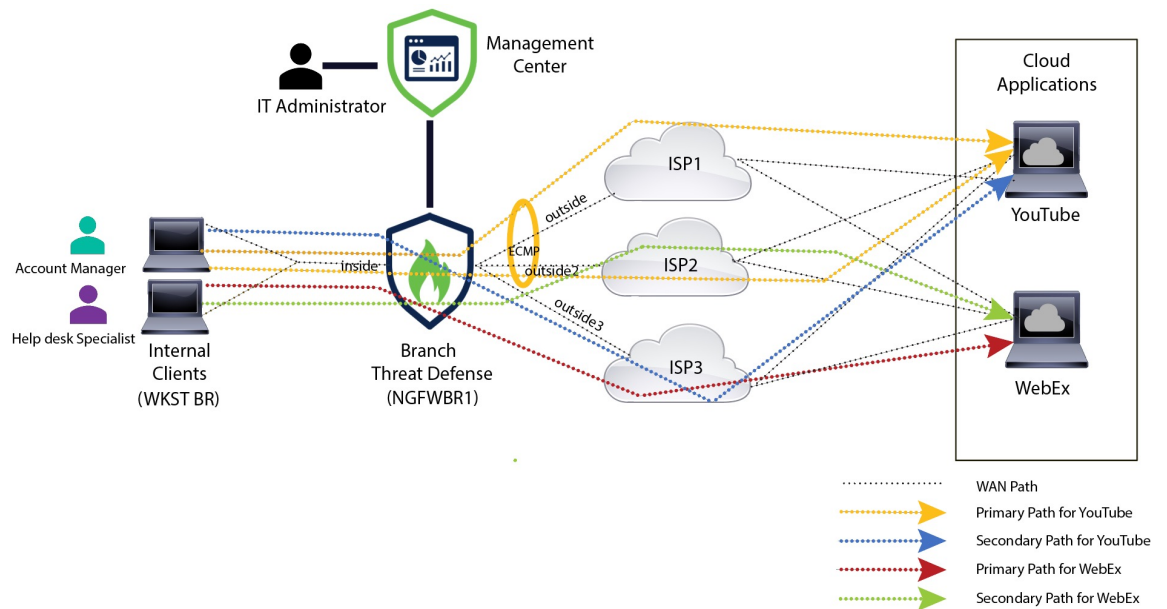 Management
Center
IT Administrator
Cloud
Applications
ISP1
YouTube
outside
ECMP
Account Manager
inside
outside2
ISP2
outside3
Help desk Specialist
Internal
Clients
(WKST BR)
Branch
Threat Defense
(NGFWBR1)
ISP3
WebEx
WAN Path
Primary Path for YouTube
Secondary Path for YouTube
Primary Path for WebEx
Secondary Path for WebEx